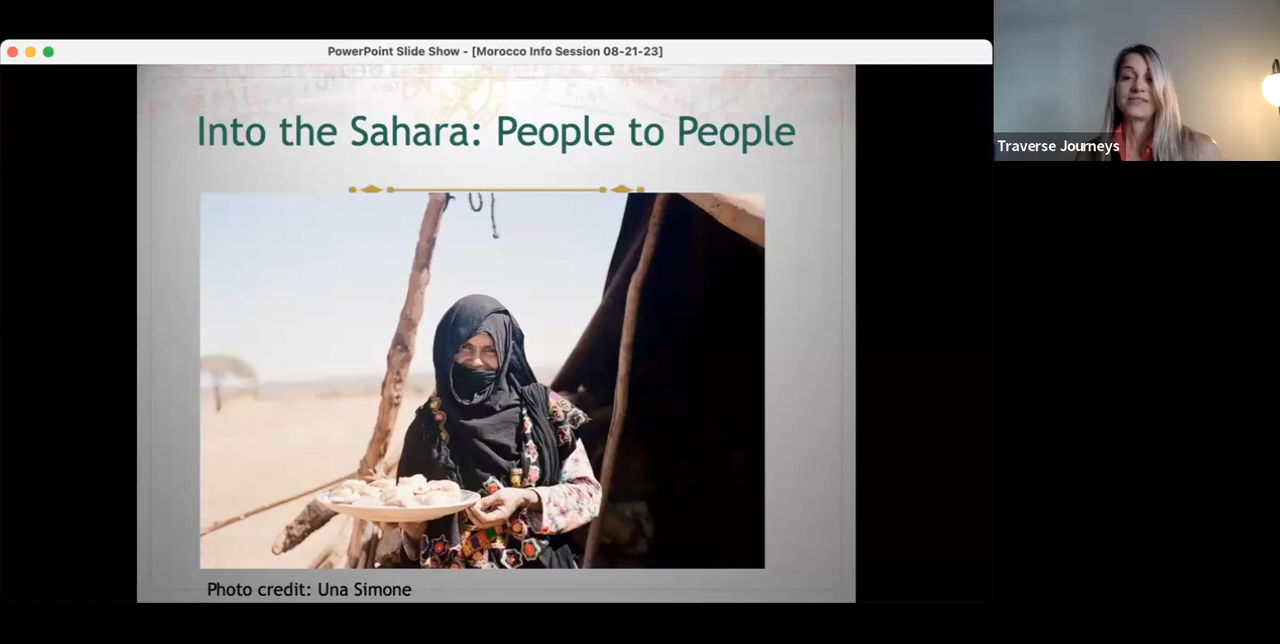 PowerPoint Slide Show - [Morocco Info Session 08-21-23]
Into the Sahara: People to People
Photo credit: Una Simone
Traverse Journeys